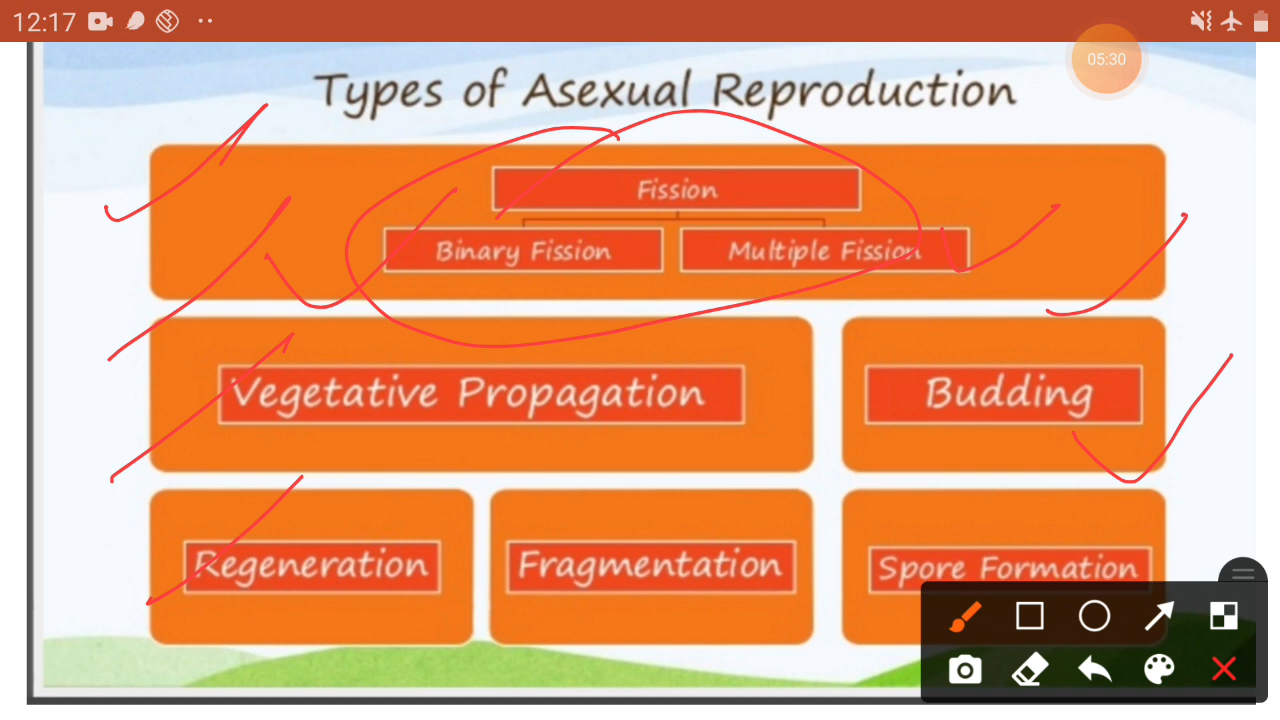 12:17
05:30
Types of Asexual Reproduction
Fission
Binary Fission
Multiple Fission
Vegetative Propagation
Budding
Regeneration
Fragmentation
Spore Formation